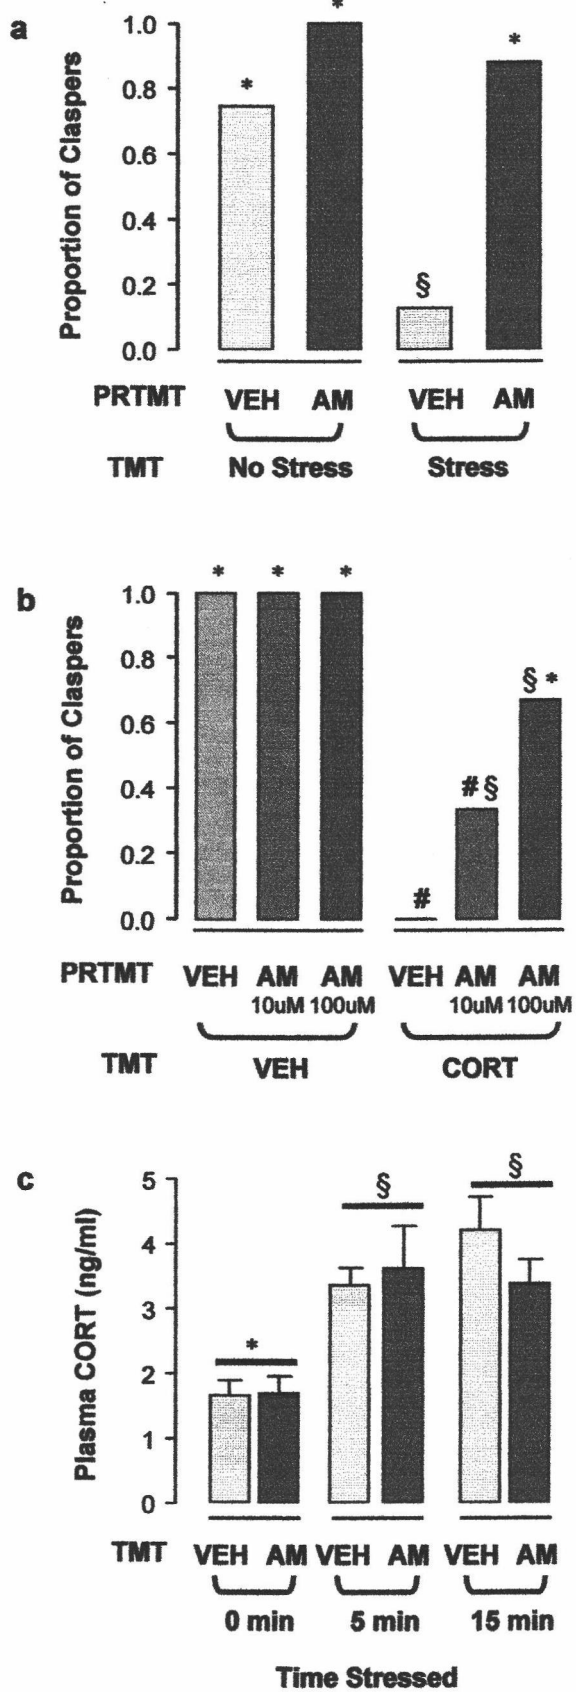 a
*
1.0
*
*
0.8
0.6
0.4
0.2
§
0.0
Proportion of Claspers
PRTMT VEH AM VEH AM
TMT No Stress Stress
b
* * *
1.0
0.8
§ *
0.6
0.4
# §
0.2
#
0.0
Proportion of Claspers
PRTMT VEH AM AM VEH AM AM
10uM 100uM 10uM 100uM
TMT VEH CORT
c
5
§ §
4
3
2
*
1
0
Plasma CORT (ng/ml)
TMT VEH AM VEH AM VEH AM
0 min 5 min 15 min
Time Stressed